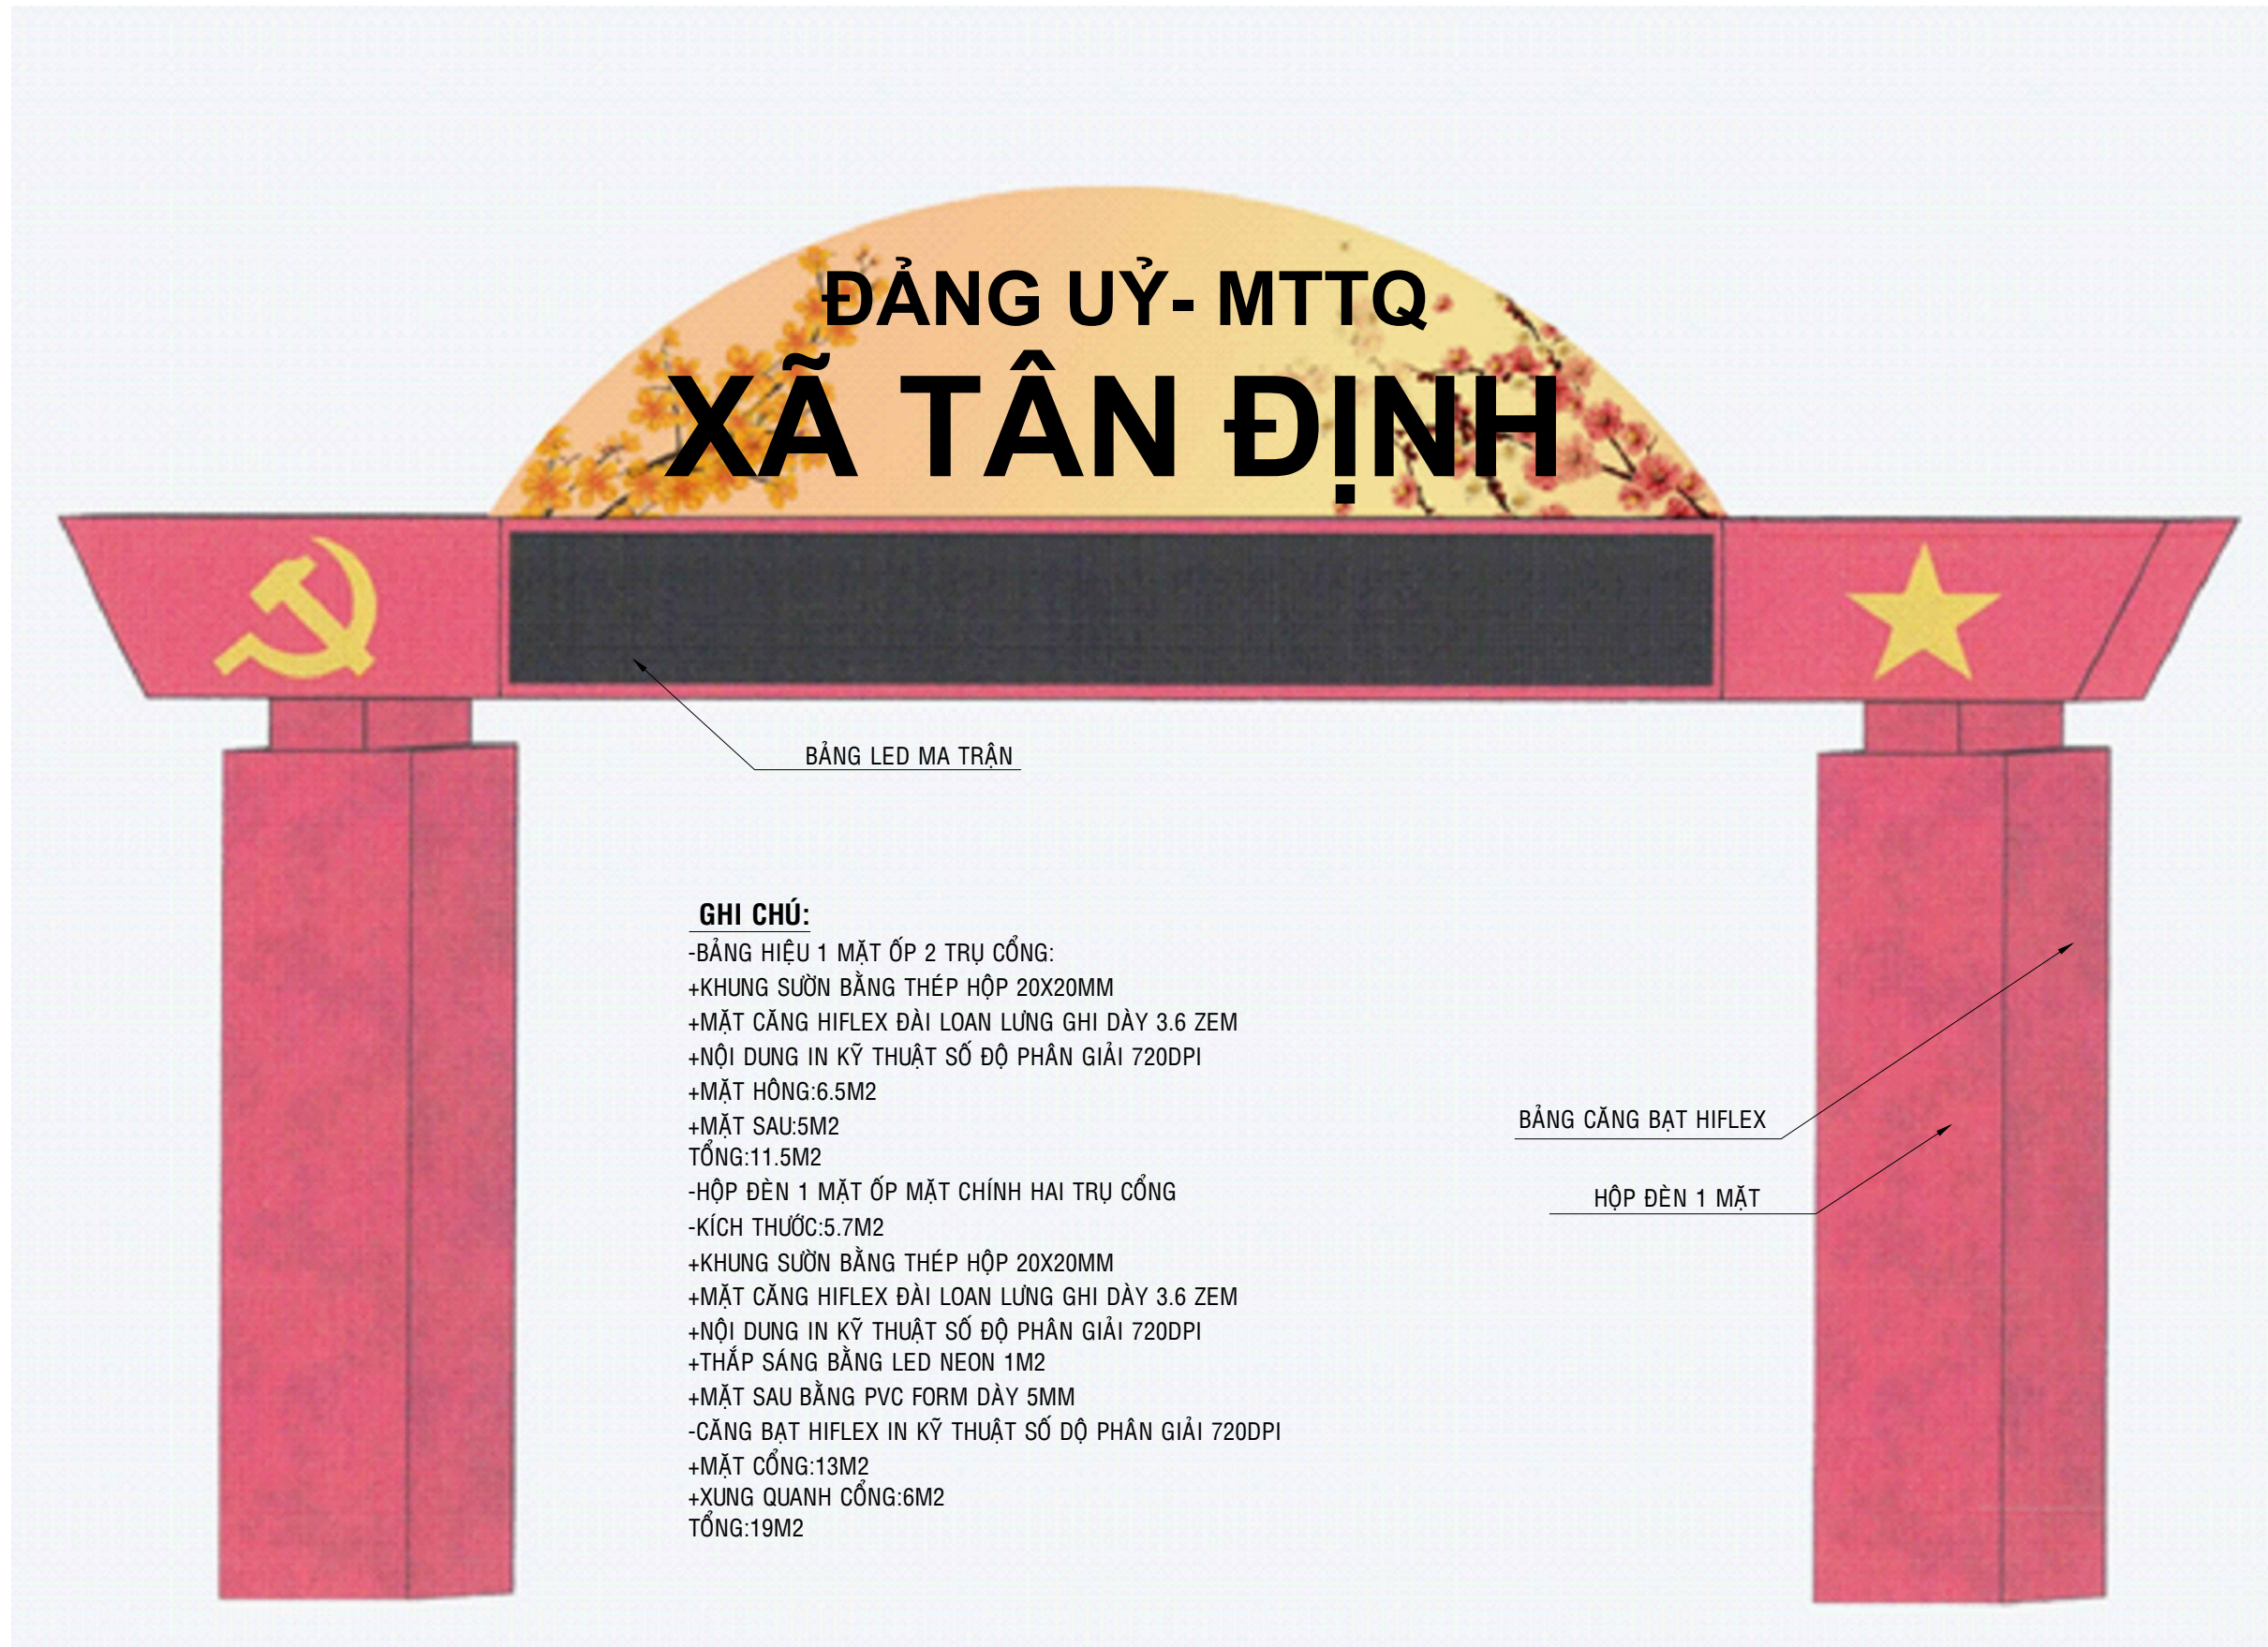 ĐẢNG UỶ- MTTQ
XÃ TÂN ĐỊNH
BẢNG LED MA TRẬN
GHI CHÚ:
-BẢNG HIỆU 1 MẶT ỐP 2 TRỤ CỔNG:
+KHUNG SƯỜN BẰNG THÉP HỘP 20X20MM
+MẶT CĂNG HIFLEX ĐÀI LOAN LƯNG GHI DÀY 3.6 ZEM
+NỘI DUNG IN KỸ THUẬT SỐ ĐỘ PHÂN GIẢI 720DPI
+MẶT HÔNG:6.5M2
+MẶT SAU:5M2
TỔNG:11.5M2
-HỘP ĐÈN 1 MẶT ỐP MẶT CHÍNH HAI TRỤ CỔNG
-KÍCH THƯỚC:5.7M2
+KHUNG SƯỜN BẰNG THÉP HỘP 20X20MM
+MẶT CĂNG HIFLEX ĐÀI LOAN LƯNG GHI DÀY 3.6 ZEM
+NỘI DUNG IN KỸ THUẬT SỐ ĐỘ PHÂN GIẢI 720DPI
+THẮP SÁNG BẰNG LED NEON 1M2
+MẶT SAU BẰNG PVC FORM DÀY 5MM
-CĂNG BẠT HIFLEX IN KỸ THUẬT SỐ DỘ PHÂN GIẢI 720DPI
+MẶT CỔNG:13M2
+XUNG QUANH CỔNG:6M2
TỔNG:19M2
BẢNG CĂNG BẠT HIFLEX
HỘP ĐÈN 1 MẶT